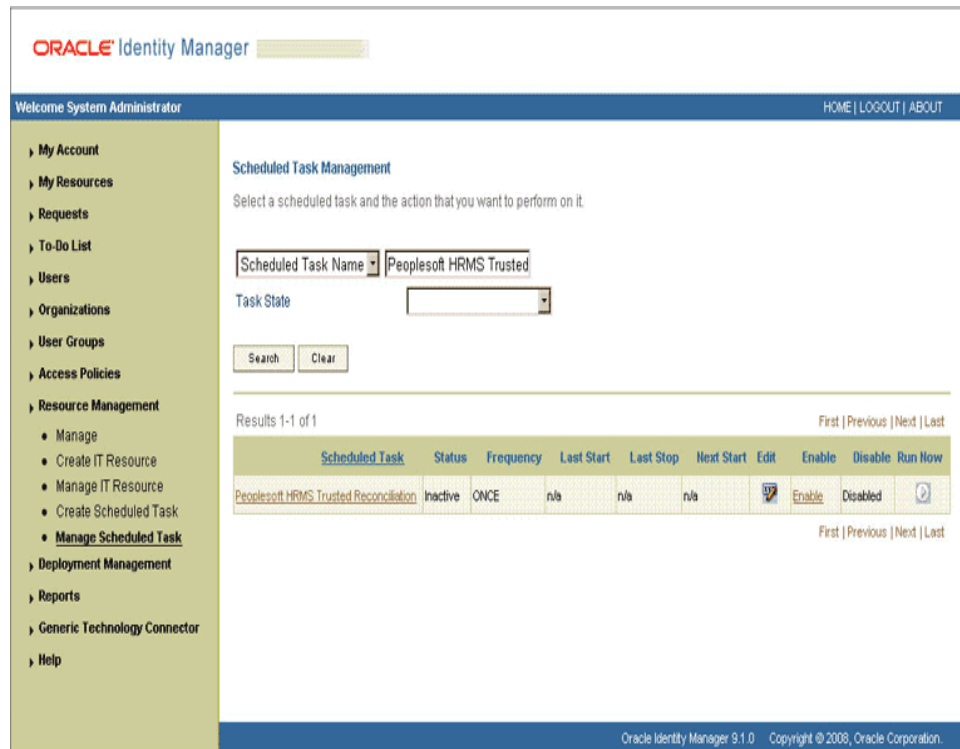 ORACLE Identity Manager
Welcome System Administrator
HOME | LOGOUT | ABOUT
My Account
My Resources
Requests
To-Do List
Users
Organizations
User Groups
Access Policies
Resource Management
Manage
Create IT Resource
Manage IT Resource
Create Scheduled Task
Manage Scheduled Task
Deployment Management
Reports
Generic Technology Connector
Help
Scheduled Task Management
Select a scheduled task and the action that you want to perform on it.
Scheduled Task Name Peoplesoft HRMS Trusted
Task State
Search Clear
Results 1-1 of 1 First | Previous | Next | Last
Scheduled Task Status Frequency Last Start Last Stop Next Start Edit Enable Disable Run Now
Peoplesoft HRMS Trusted Reconciliation Inactive ONCE n/a n/a n/a Enable Disabled
First | Previous | Next | Last
Oracle Identity Manager 9.1.0 Copyright © 2008, Oracle Corporation.